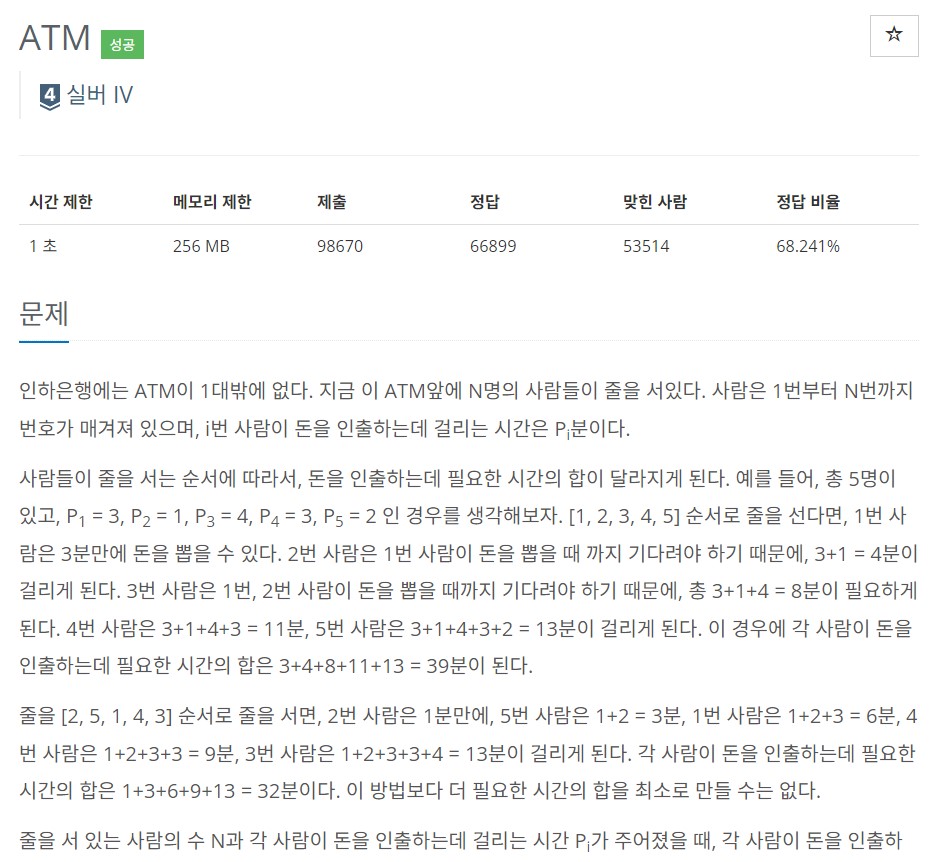 ATM 성공
4 실버 IV
시간 제한 메모리 제한 제출 정답 맞힌 사람 정답 비율
1 초 256 MB 98670 66899 53514 68.241%
문제
인하은행에는 ATM이 1대밖에 없다. 지금 이 ATM앞에 N명의 사람들이 줄을 서있다. 사람은 1번부터 N번까지
번호가 매겨져 있으며, i번 사람이 돈을 인출하는데 걸리는 시간은 Pi분이다.
사람들이 줄을 서는 순서에 따라서, 돈을 인출하는데 필요한 시간의 합이 달라지게 된다. 예를 들어, 총 5명이
있고, P1 = 3, P2 = 1, P3 = 4, P4 = 3, P5 = 2 인 경우를 생각해보자. [1, 2, 3, 4, 5] 순서로 줄을 선다면, 1번 사
람은 3분만에 돈을 뽑을 수 있다. 2번 사람은 1번 사람이 돈을 뽑을 때 까지 기다려야 하기 때문에, 3+1 = 4분이
걸리게 된다. 3번 사람은 1번, 2번 사람이 돈을 뽑을 때까지 기다려야 하기 때문에, 총 3+1+4 = 8분이 필요하게
된다. 4번 사람은 3+1+4+3 = 11분, 5번 사람은 3+1+4+3+2 = 13분이 걸리게 된다. 이 경우에 각 사람이 돈을
인출하는데 필요한 시간의 합은 3+4+8+11+13 = 39분이 된다.
줄을 [2, 5, 1, 4, 3] 순서로 줄을 서면, 2번 사람은 1분만에, 5번 사람은 1+2 = 3분, 1번 사람은 1+2+3 = 6분, 4
번 사람은 1+2+3+3 = 9분, 3번 사람은 1+2+3+3+4 = 13분이 걸리게 된다. 각 사람이 돈을 인출하는데 필요한
시간의 합은 1+3+6+9+13 = 32분이다. 이 방법보다 더 필요한 시간의 합을 최소로 만들 수는 없다.
줄을 서 있는 사람의 수 N과 각 사람이 돈을 인출하는데 걸리는 시간 Pi가 주어졌을 때, 각 사람이 돈을 인출하